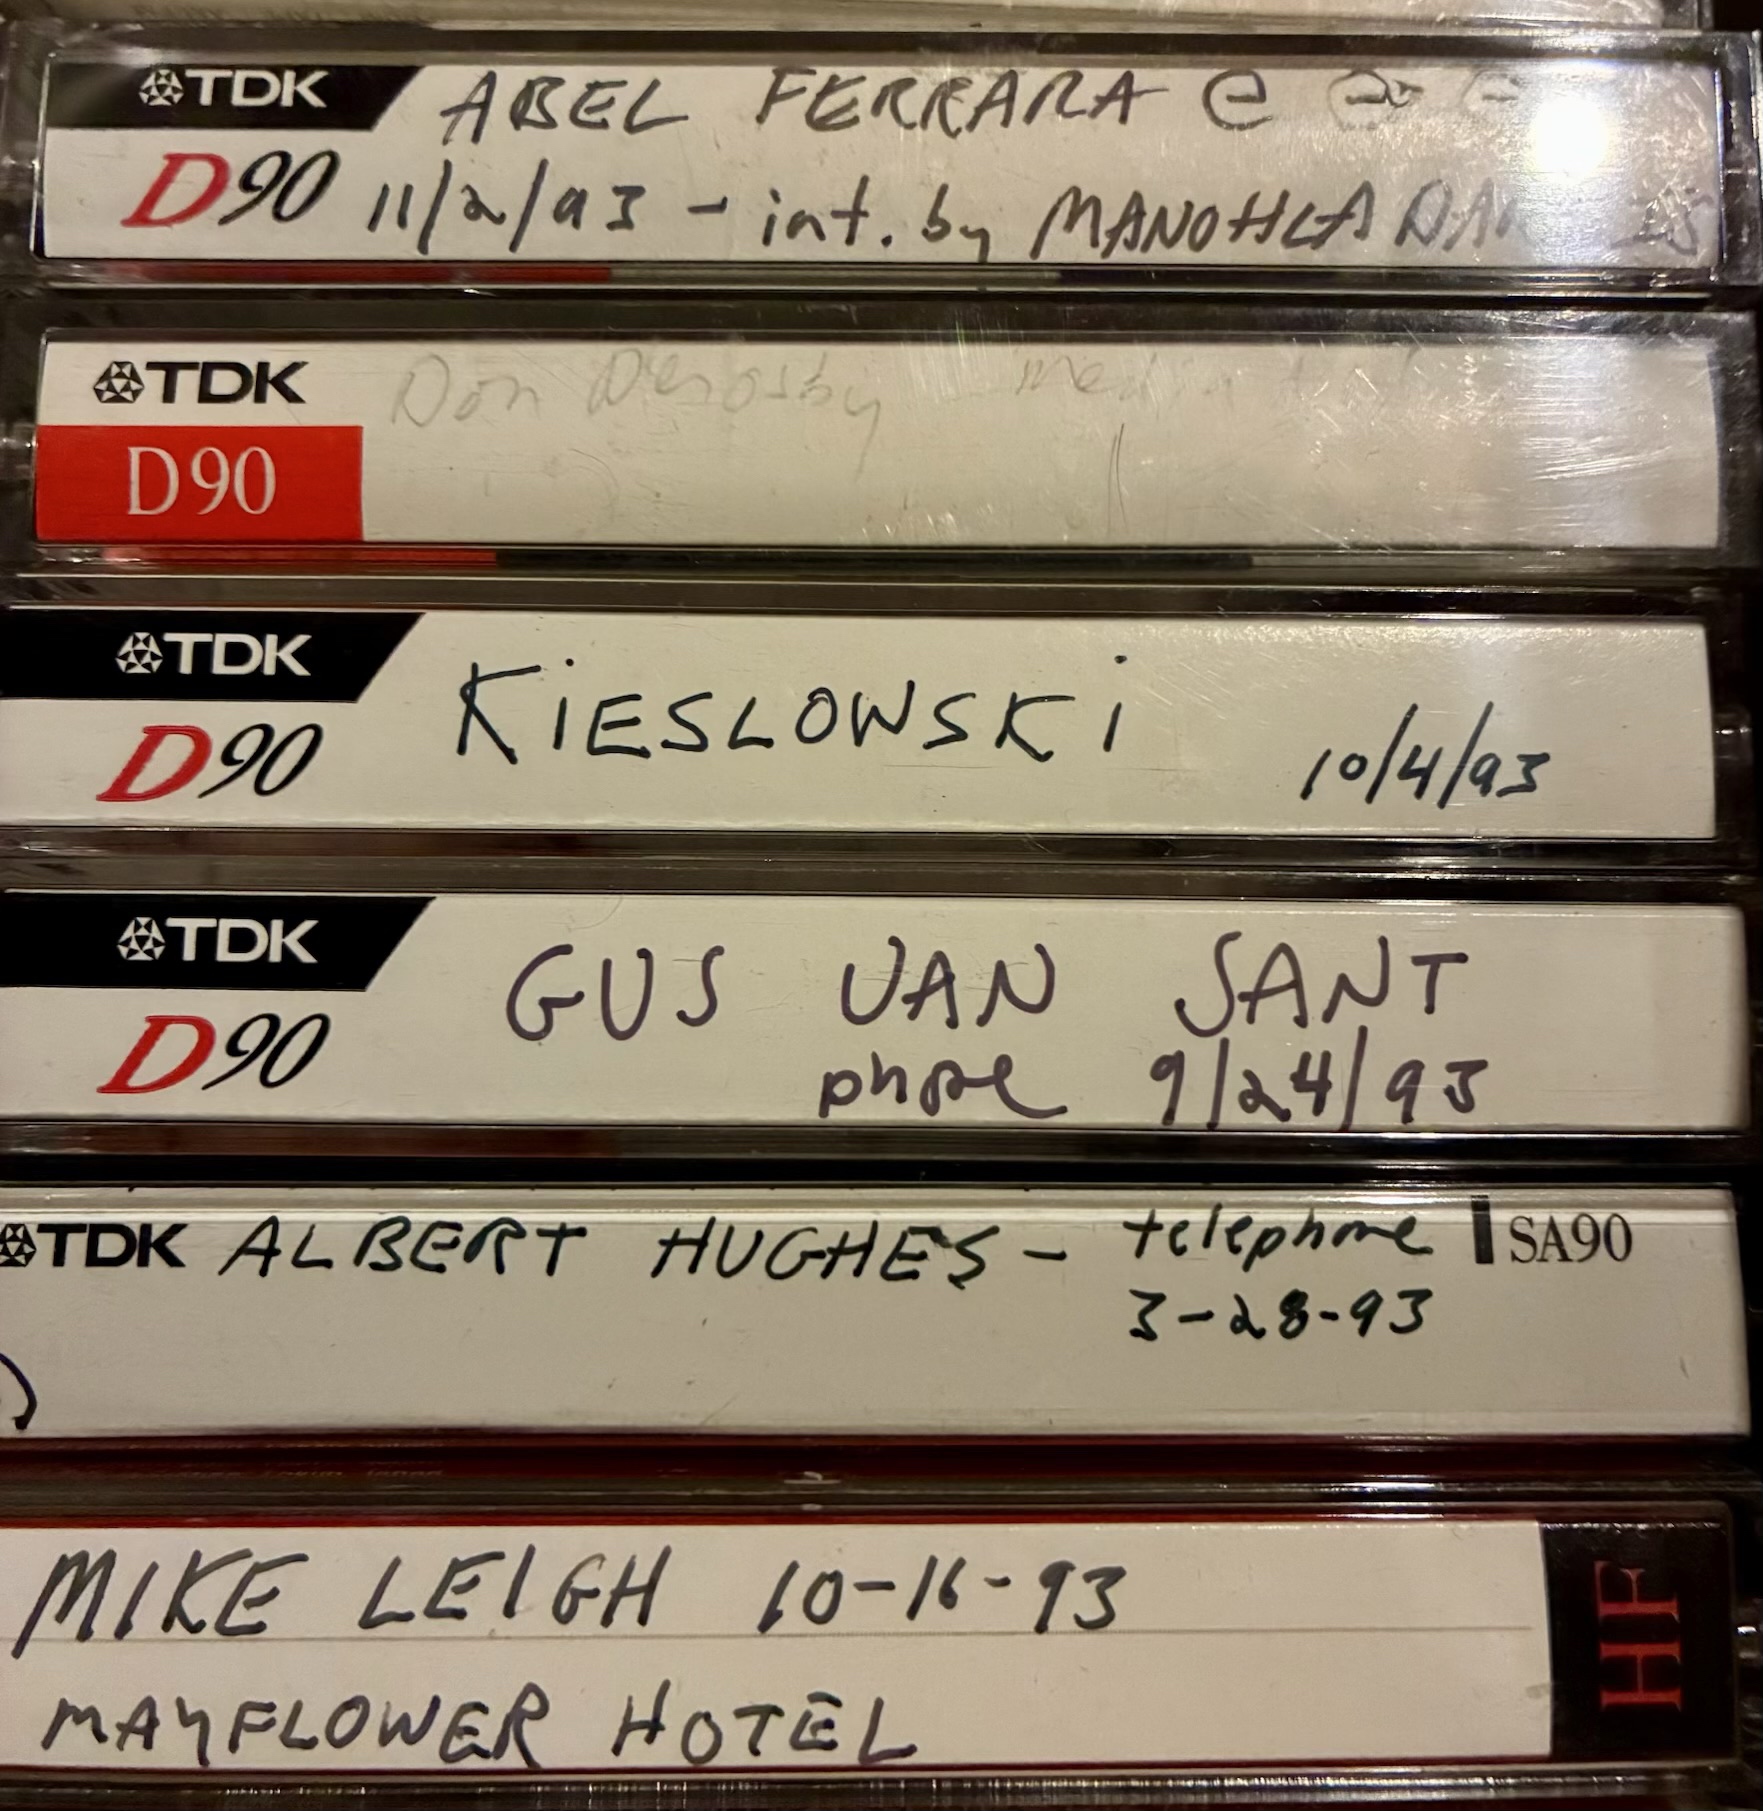 TDK ABEL FERRARA
D90 11/2/93 - int. by MANOHLA
TDK Don
D90
TDK
KiESLOWSKi
D90
10/4/93
TDK
GUS VAN SANT
D90
phone 9/24/93
TDK ALBERT HUGHES - telephone SA90
3-28-93
MIKE LEIGH 10-16-93
HF
MAYFLOWER HOTEL